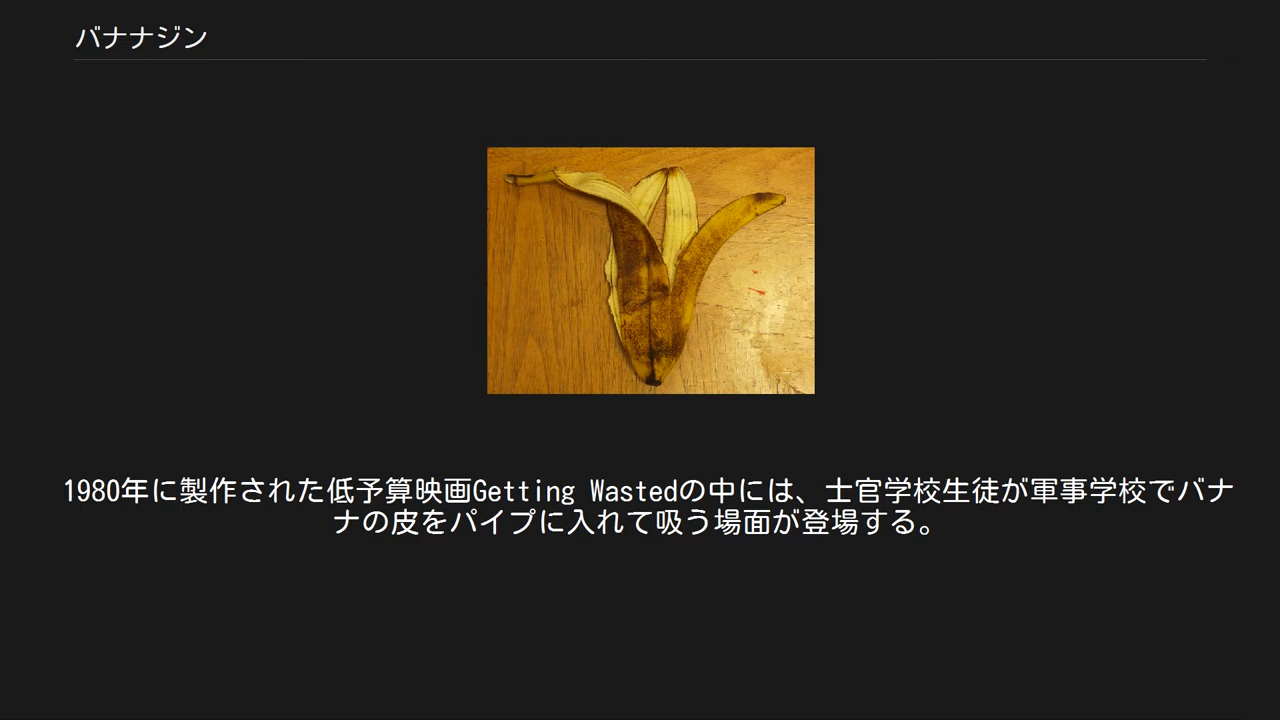 バナナジン
1980年に製作された低予算映画Getting Wastedの中には、士官学校生徒が軍事学校でバナ
ナの皮をパイプに入れて吸う場面が登場する。